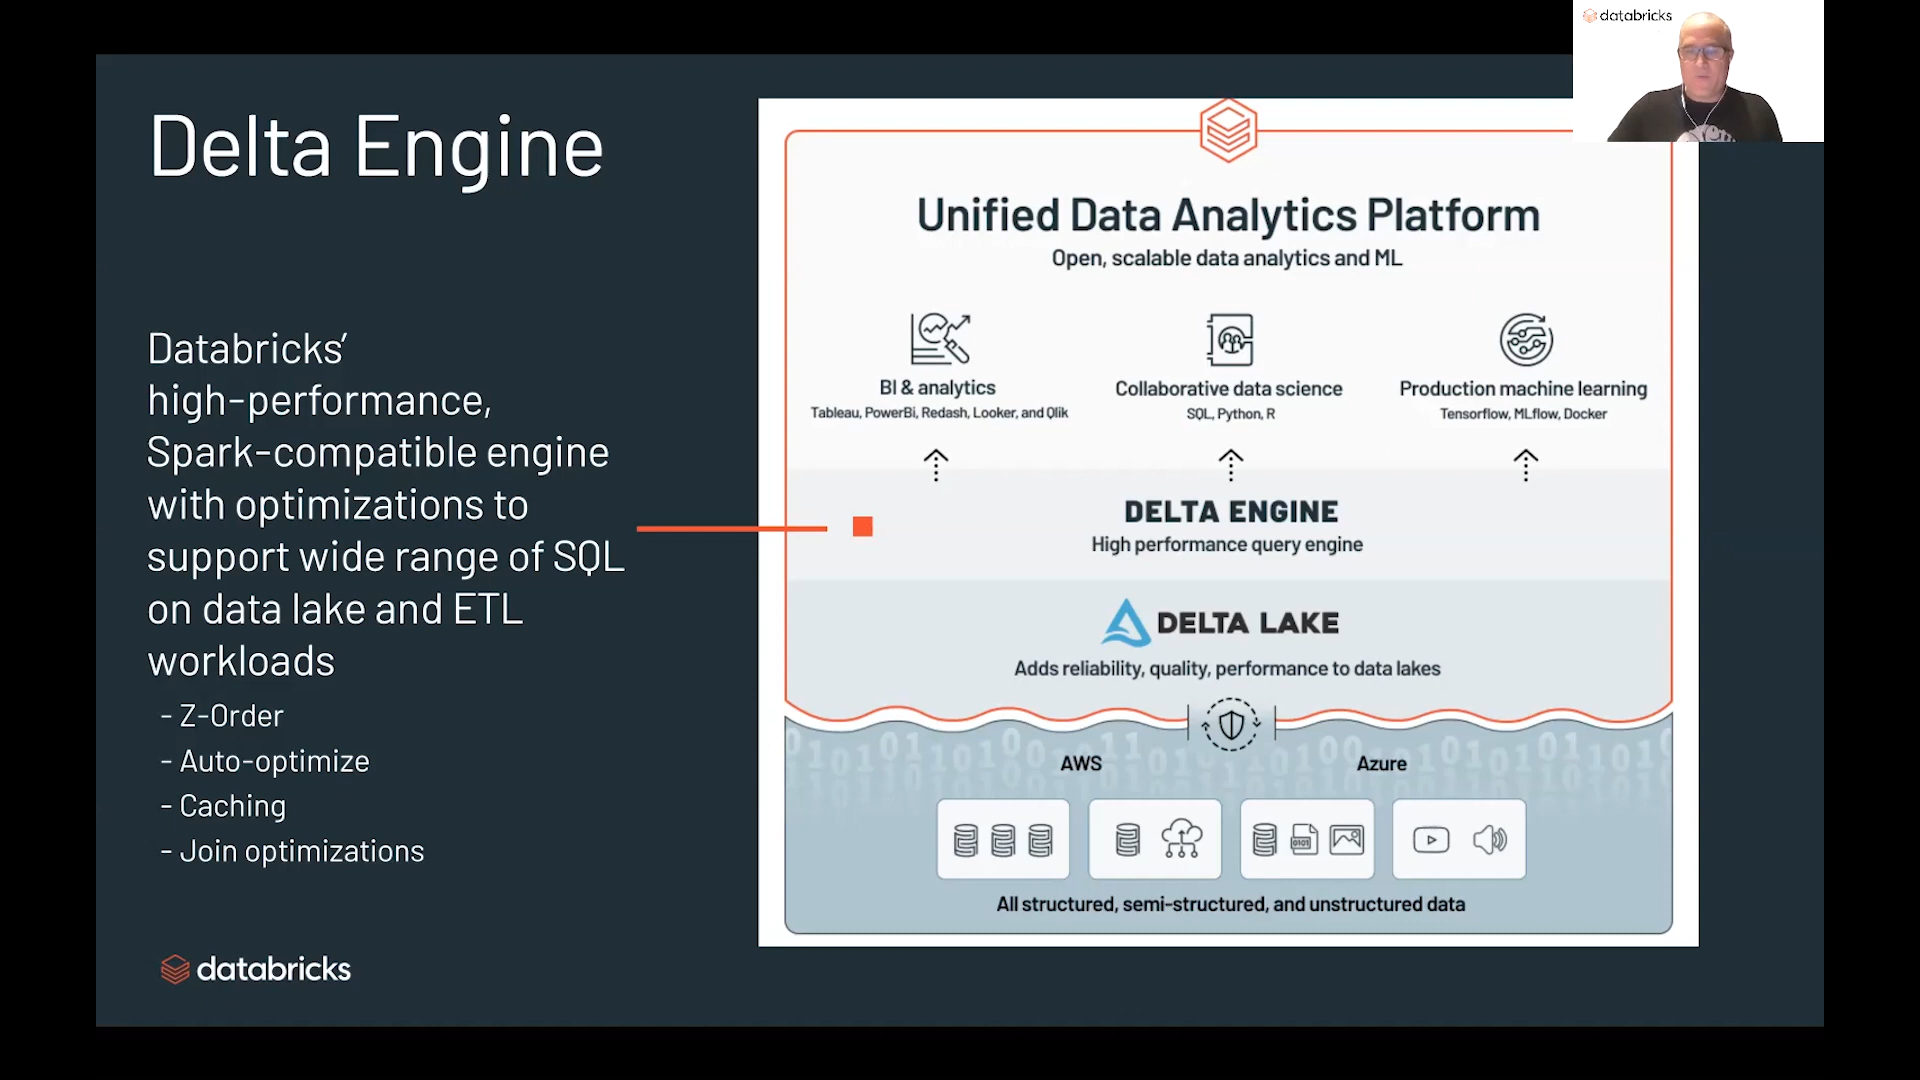 databricks
Delta Engine
Databricks’
high-performance,
Spark-compatible engine
with optimizations to
support wide range of SQL
on data lake and ETL
workloads
- Z-Order
- Auto-optimize
- Caching
- Join optimizations
databricks
Unified Data Analytics Platform
Open, scalable data analytics and ML
BI & analytics
Tableau, PowerBi, Redash, Looker, and Qlik
Collaborative data science
SQL, Python, R
Production machine learning
Tensorflow, MLflow, Docker
DELTA ENGINE
High performance query engine
DELTA LAKE
Adds reliability, quality, performance to data lakes
AWS
Azure
0101
All structured, semi-structured, and unstructured data